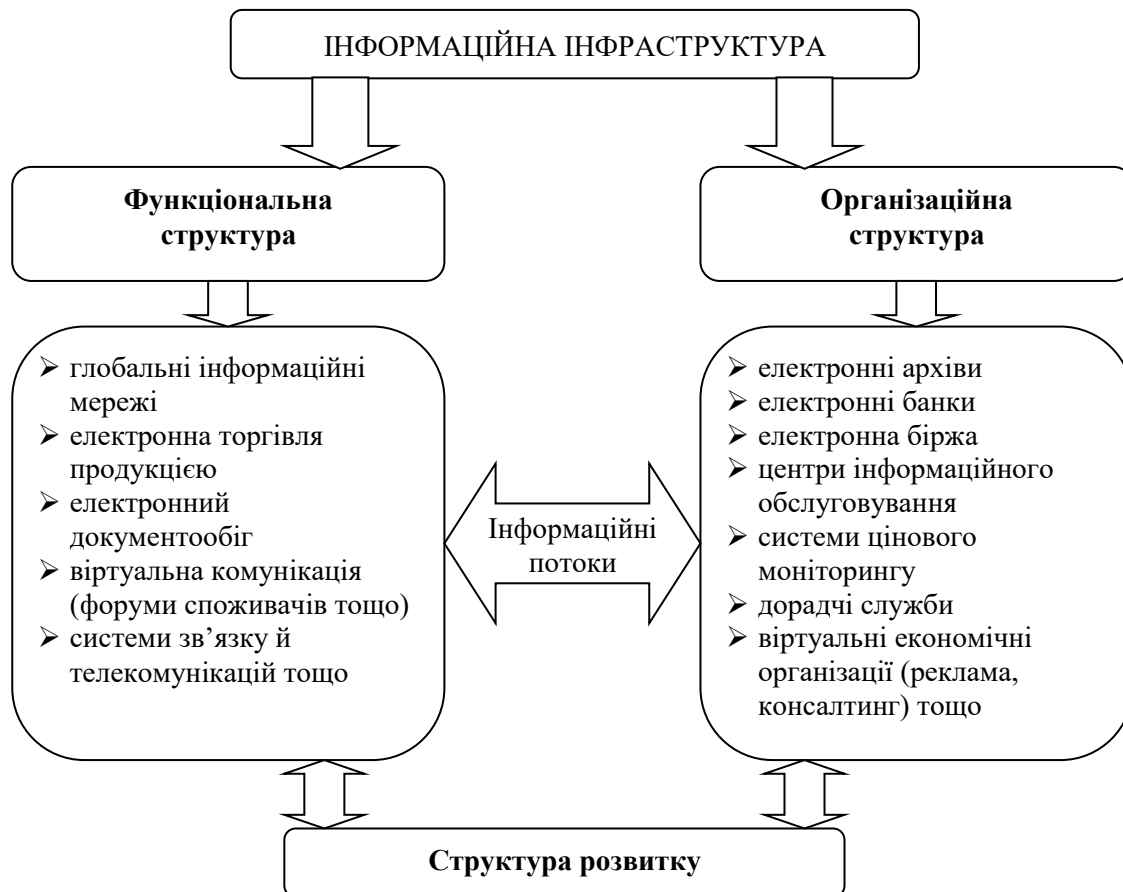 ІНФОРМАЦІЙНА ІНФРАСТРУКТУРА
Функціональна
структура
Організаційна
структура
➢ глобальні інформаційні
мережі
➢ електронна торгівля
продукцією
➢ електронний
документообіг
➢ віртуальна комунікація
(форуми споживачів тощо)
➢ системи зв’язку й
телекомунікацій тощо
Інформаційні
потоки
➢ електронні архіви
➢ електронні банки
➢ електронна біржа
➢ центри інформаційного
обслуговування
➢ системи цінового
моніторингу
➢ дорадчі служби
➢ віртуальні економічні
організації (реклама,
консалтинг) тощо
Структура розвитку